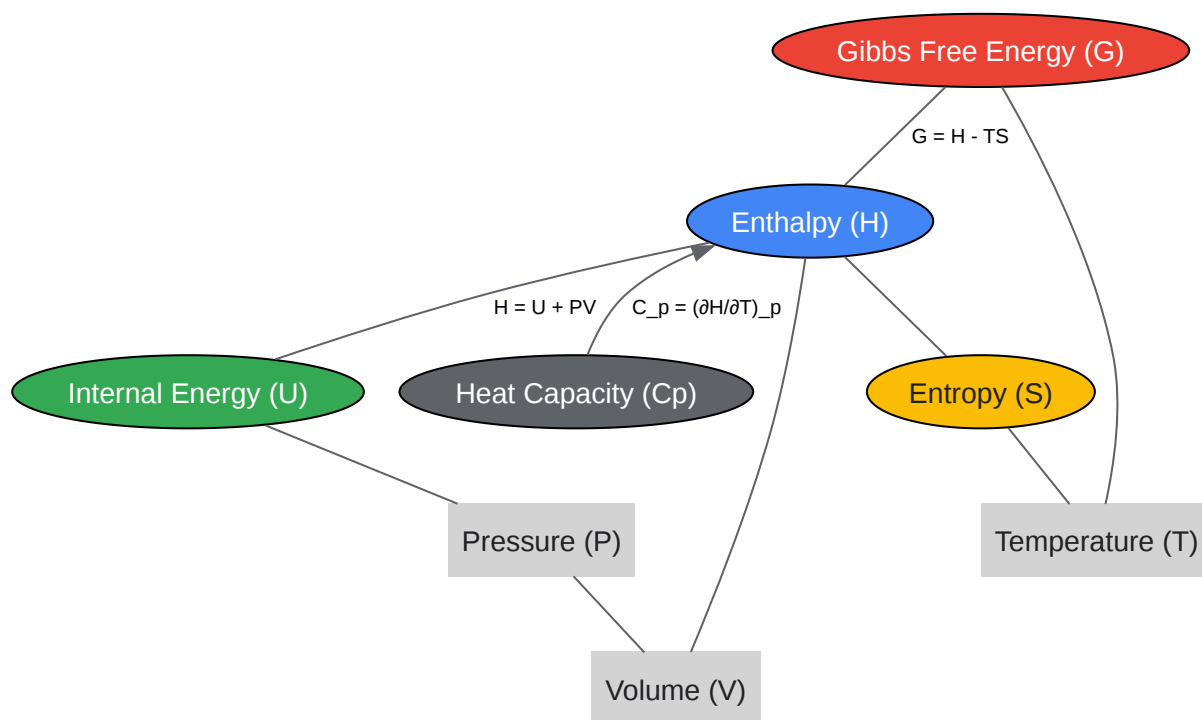 Gibbs Free Energy (G)
G = H - TS
Enthalpy (H)
H = U + PV
C_p = (∂H/∂T)_p
Internal Energy (U)
Heat Capacity (Cp)
Entropy (S)
Pressure (P)
Temperature (T)
Volume (V)